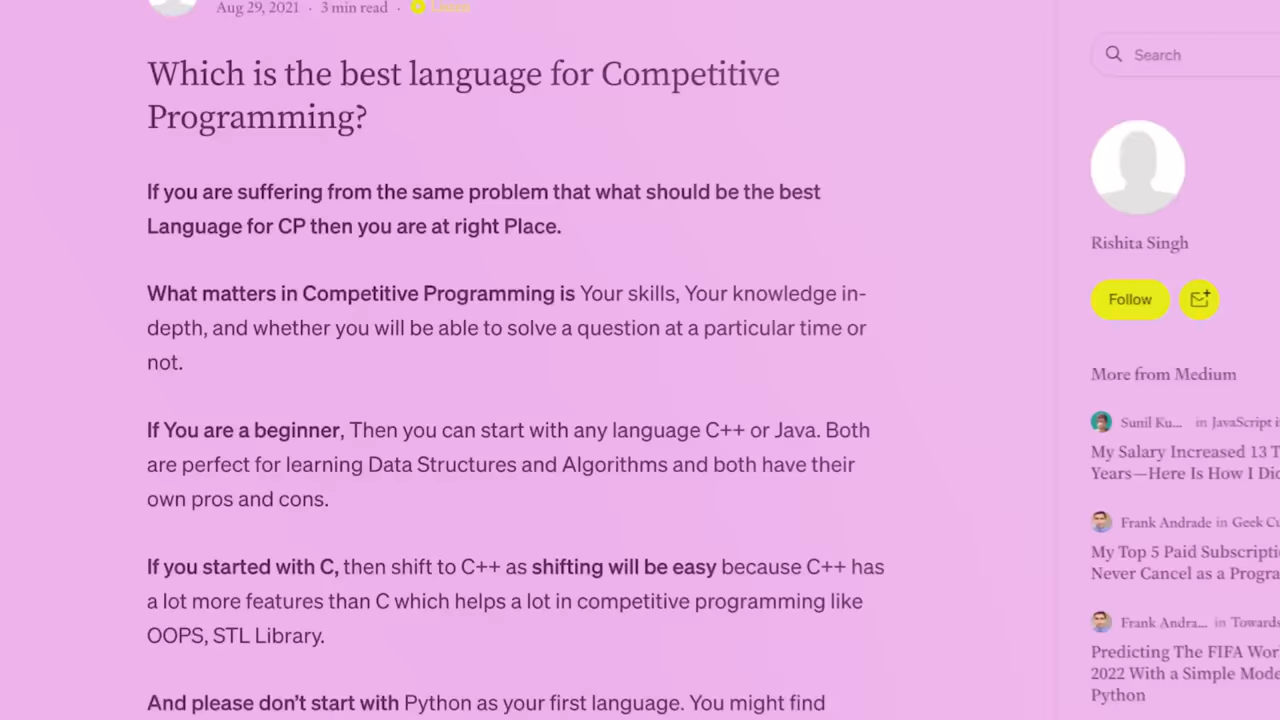 Aug 29, 2021 · 3 min read · Listen
Which is the best language for Competitive
Programming?
If you are suffering from the same problem that what should be the best
Language for CP then you are at right Place.
What matters in Competitive Programming is Your skills, Your knowledge in-
depth, and whether you will be able to solve a question at a particular time or
not.
If You are a beginner, Then you can start with any language C++ or Java. Both
are perfect for learning Data Structures and Algorithms and both have their
own pros and cons.
If you started with C, then shift to C++ as shifting will be easy because C++ has
a lot more features than C which helps a lot in competitive programming like
OOPS, STL Library.
And please don't start with Python as your first language. You might find
Search
Rishita Singh
Follow
More from Medium
Sunil Ku... in JavaScript i
My Salary Increased 13 T
Years—Here Is How I Di
Frank Andrade in Geek Cu
My Top 5 Paid Subscripti
Never Cancel as a Progra
Frank Andra... in Towards
Predicting The FIFA Wor
2022 With a Simple Mode
Python